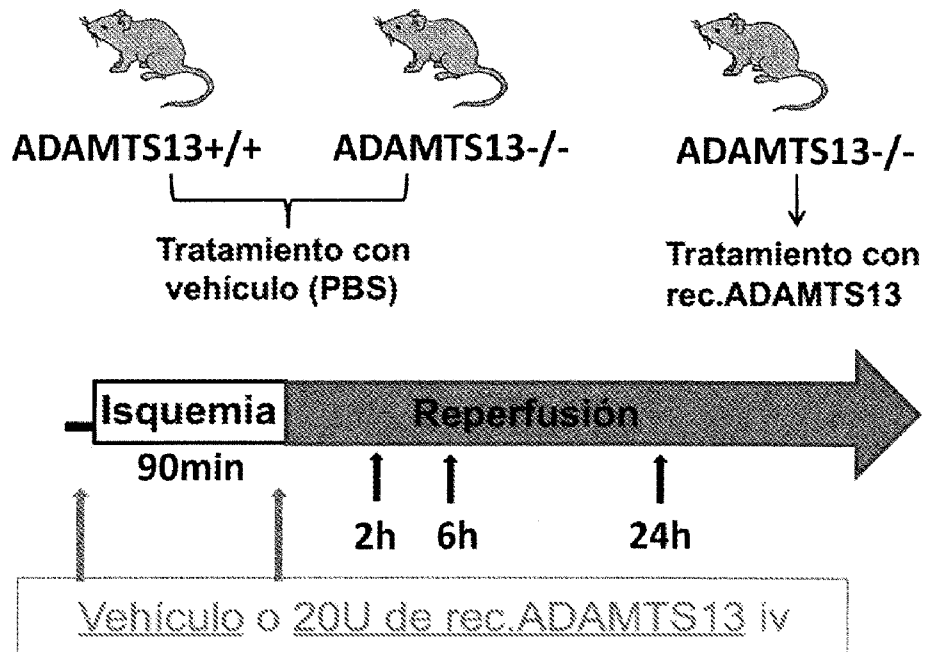 ADAMTS13+/+ ADAMTS13-/- ADAMTS13-/-
Tratamiento con
vehículo (PBS)
Tratamiento con
rec.ADAMTS13
Isquemia Reperfusión
90min
2h 6h 24h
Vehículo o 20U de rec.ADAMTS13 iv